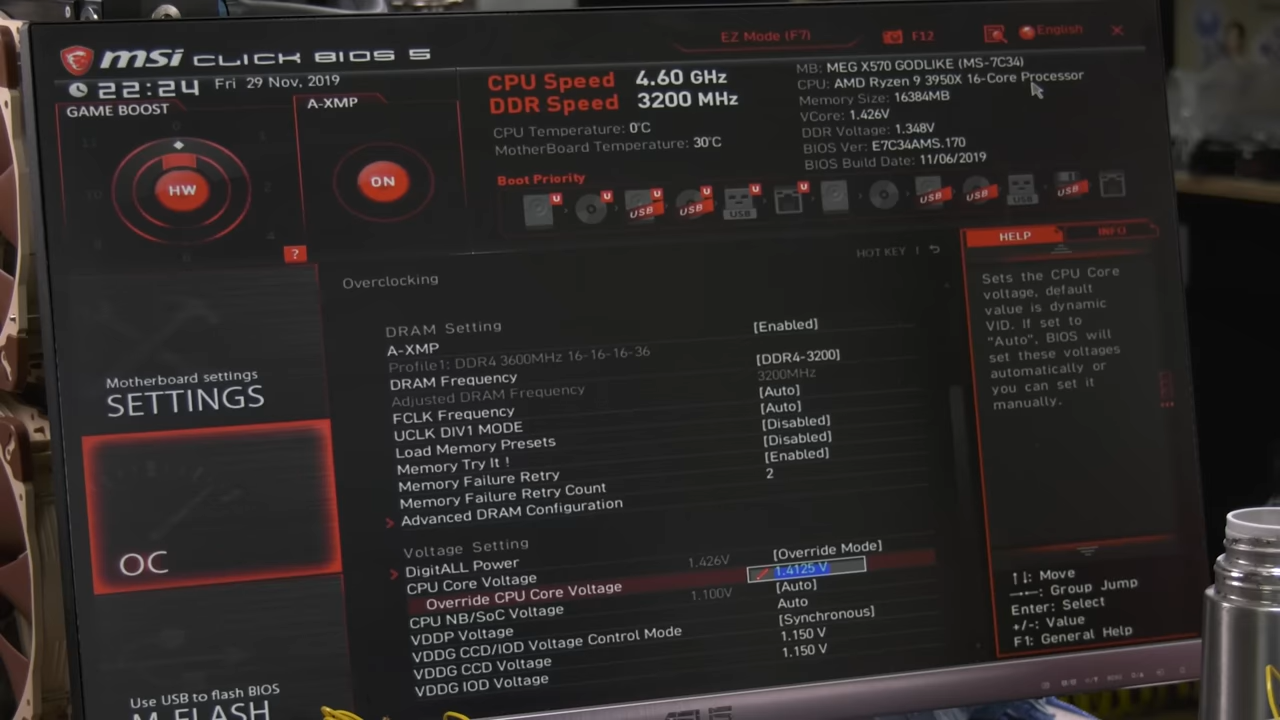 msi CLICK BIOS 5
EZ Mode (F7)
F12
English
22:24 Fri 29 Nov, 2019
GAME BOOST
HW
A-XMP
ON
CPU Speed 4.60 GHz
DDR Speed 3200 MHz
CPU Temperature: 0°C
MotherBoard Temperature: 30°C
MB: MEG X570 GODLIKE (MS-7C34)
CPU: AMD Ryzen 9 3950X 16-Core Processor
Memory Size: 16384MB
VCore: 1.426V
DDR Voltage: 1.348V
BIOS Ver: E7C34AMS.170
BIOS Build Date: 11/06/2019
Boot Priority
U U USB U USB U USB U U USB USB USB USB
?
Motherboard settings
SETTINGS
OC
Use USB to flash BIOS
M-FLASH
HOT KEY
Overclocking
DRAM Setting
A-XMP [Enabled]
Profile1: DDR4 3600MHz 16-16-16-36
DRAM Frequency [DDR4-3200]
Adjusted DRAM Frequency 3200MHz
FCLK Frequency [Auto]
UCLK DIV1 MODE [Auto]
Load Memory Presets [Disabled]
Memory Try It ! [Disabled]
Memory Failure Retry [Enabled]
Memory Failure Retry Count 2
> Advanced DRAM Configuration
Voltage Setting
> DigitALL Power
CPU Core Voltage 1.426V [Override Mode]
Override CPU Core Voltage 1.4125 V
CPU NB/SoC Voltage 1.100V [Auto]
VDDP Voltage Auto
VDDG CCD/IOD Voltage Control Mode [Synchronous]
VDDG CCD Voltage 1.150 V
VDDG IOD Voltage 1.150 V
HELP
INFO
Sets the CPU Core
voltage, default
value is dynamic
VID. If set to
"Auto", BIOS will
set these voltages
automatically or
you can set it
manually.
↑↓: Move
→←: Group Jump
Enter: Select
+/-: Value
F1: General Help
ASUS